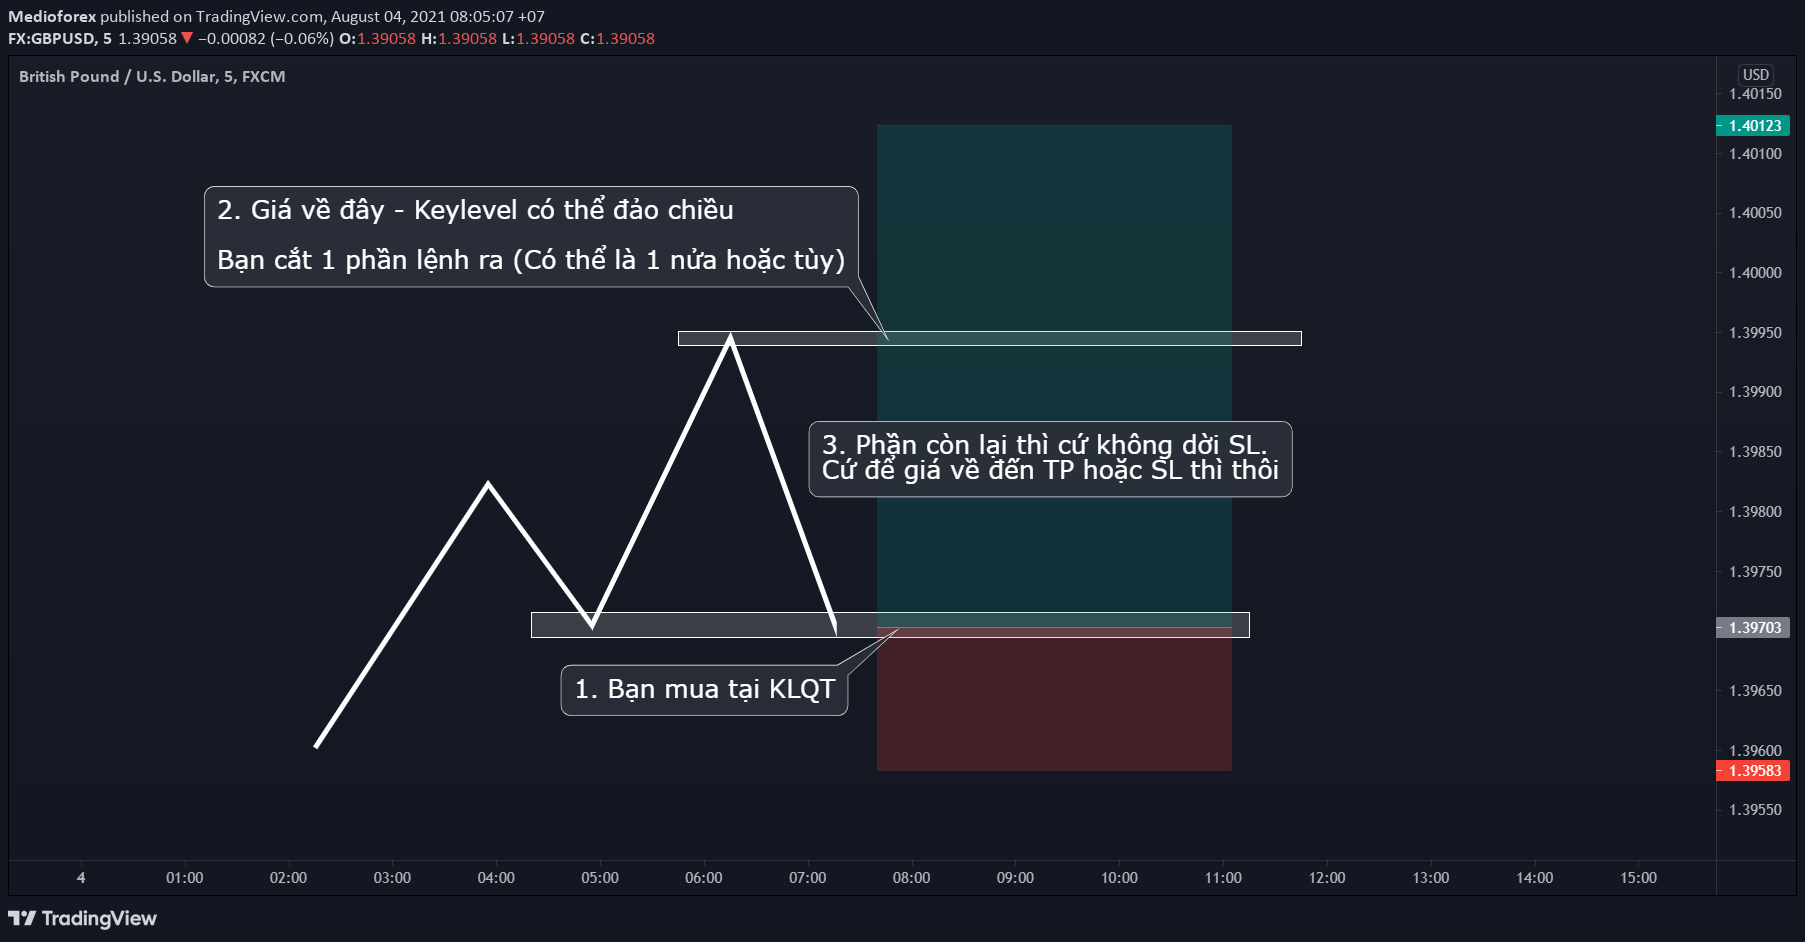 Medioforex published on TradingView.com, August 04, 2021 08:05:07 +07
FX:GBPUSD, 5 1.39058 ▼ −0.00082 (−0.06%) O:1.39058 H:1.39058 L:1.39058 C:1.39058
British Pound / U.S. Dollar, 5, FXCM
USD
1.40150
1.40123
1.40100
2. Giá về đây - Keylevel có thể đảo chiều
1.40050
Bạn cắt 1 phần lệnh ra (Có thể là 1 nửa hoặc tùy)
1.40000
1.39950
1.39900
3. Phần còn lại thì cứ không dời SL.
1.39850
Cứ để giá về đến TP hoặc SL thì thôi
1.39800
1.39750
1.39703
1. Bạn mua tại KLQT
1.39650
1.39600
1.39583
1.39550
4 01:00 02:00 03:00 04:00 05:00 06:00 07:00 08:00 09:00 10:00 11:00 12:00 13:00 14:00 15:00
TradingView